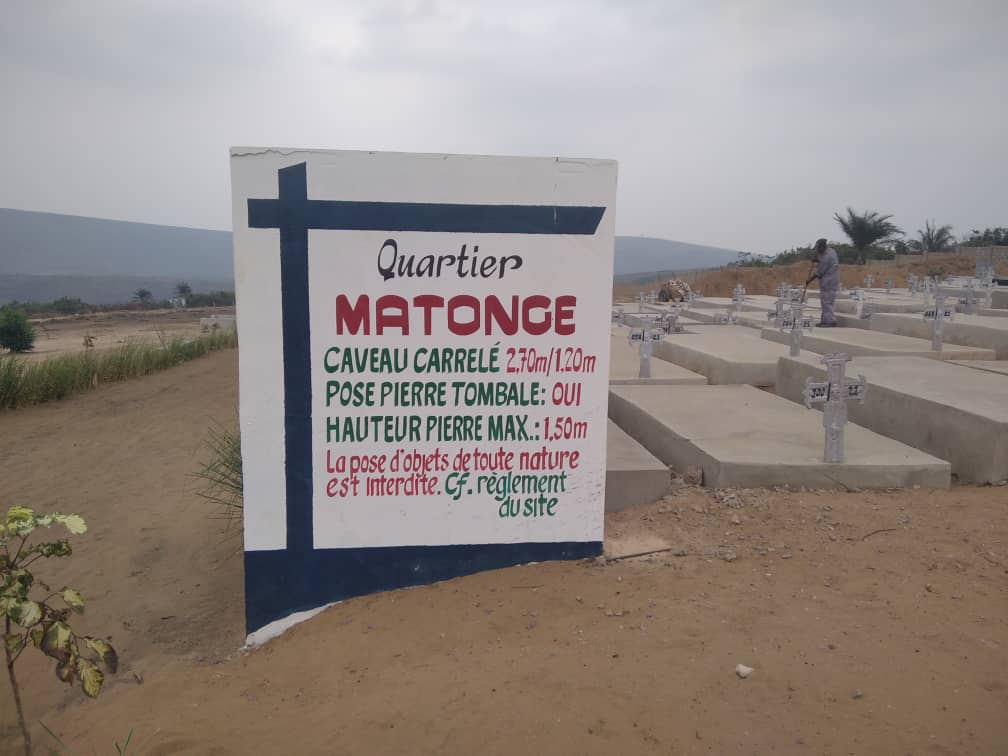 Quartier
MATONGE
CAVEAU CARRELÉ 2,70m/1.20m
POSE PIERRE TOMBALE: OUI
HAUTEUR PIERRE MAX.: 1,50m
La pose d'objets de toute nature
est interdite. Cf. règlement
du site